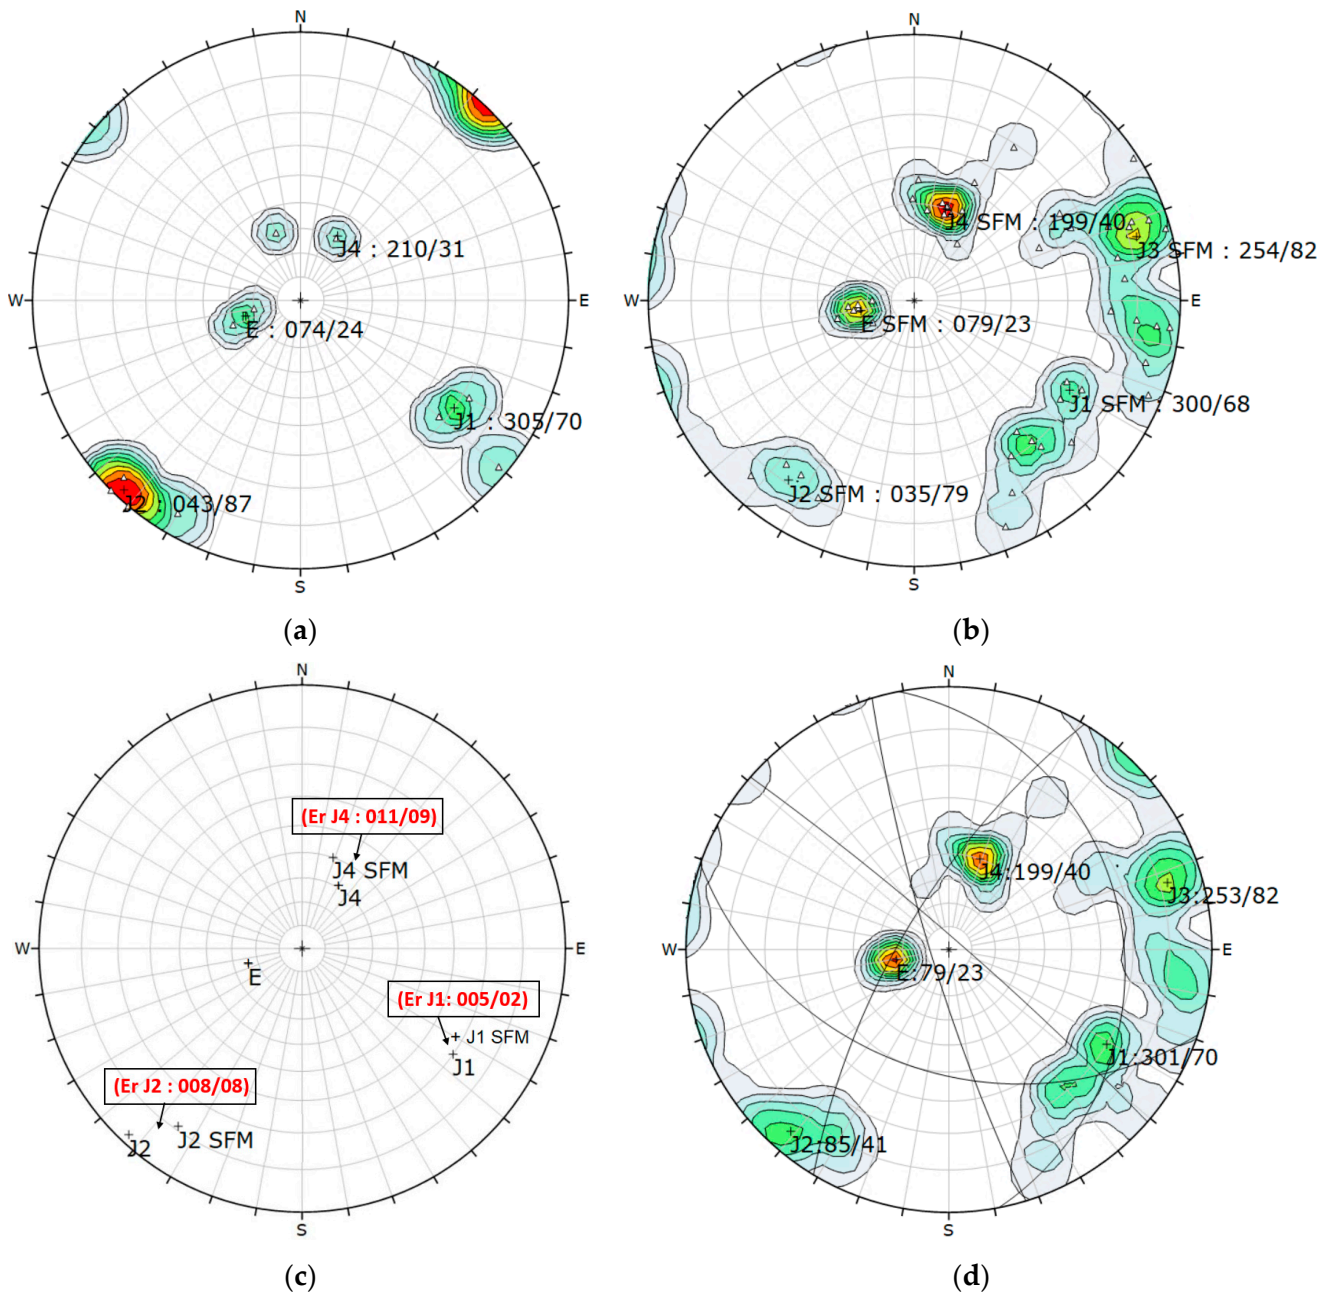 N
N
W
E
W
E
J4 : 210/31
E : 074/24
J1 : 305/70
J2 : 043/87
S
J4 SFM : 199/40
J3 SFM : 254/82
E SFM : 079/23
J1 SFM : 300/68
J2 SFM : 035/79
S
(a)
(b)
N
N
(Er J4 : 011/09)
J4 SFM
J4
W
E
E
(Er J1: 005/02)
J1 SFM
J1
(Er J2 : 008/08)
J2
J2 SFM
S
J4:199/40
J3:253/82
W
E
E:79/23
J1:301/70
J2:85/41
S
(c)
(d)